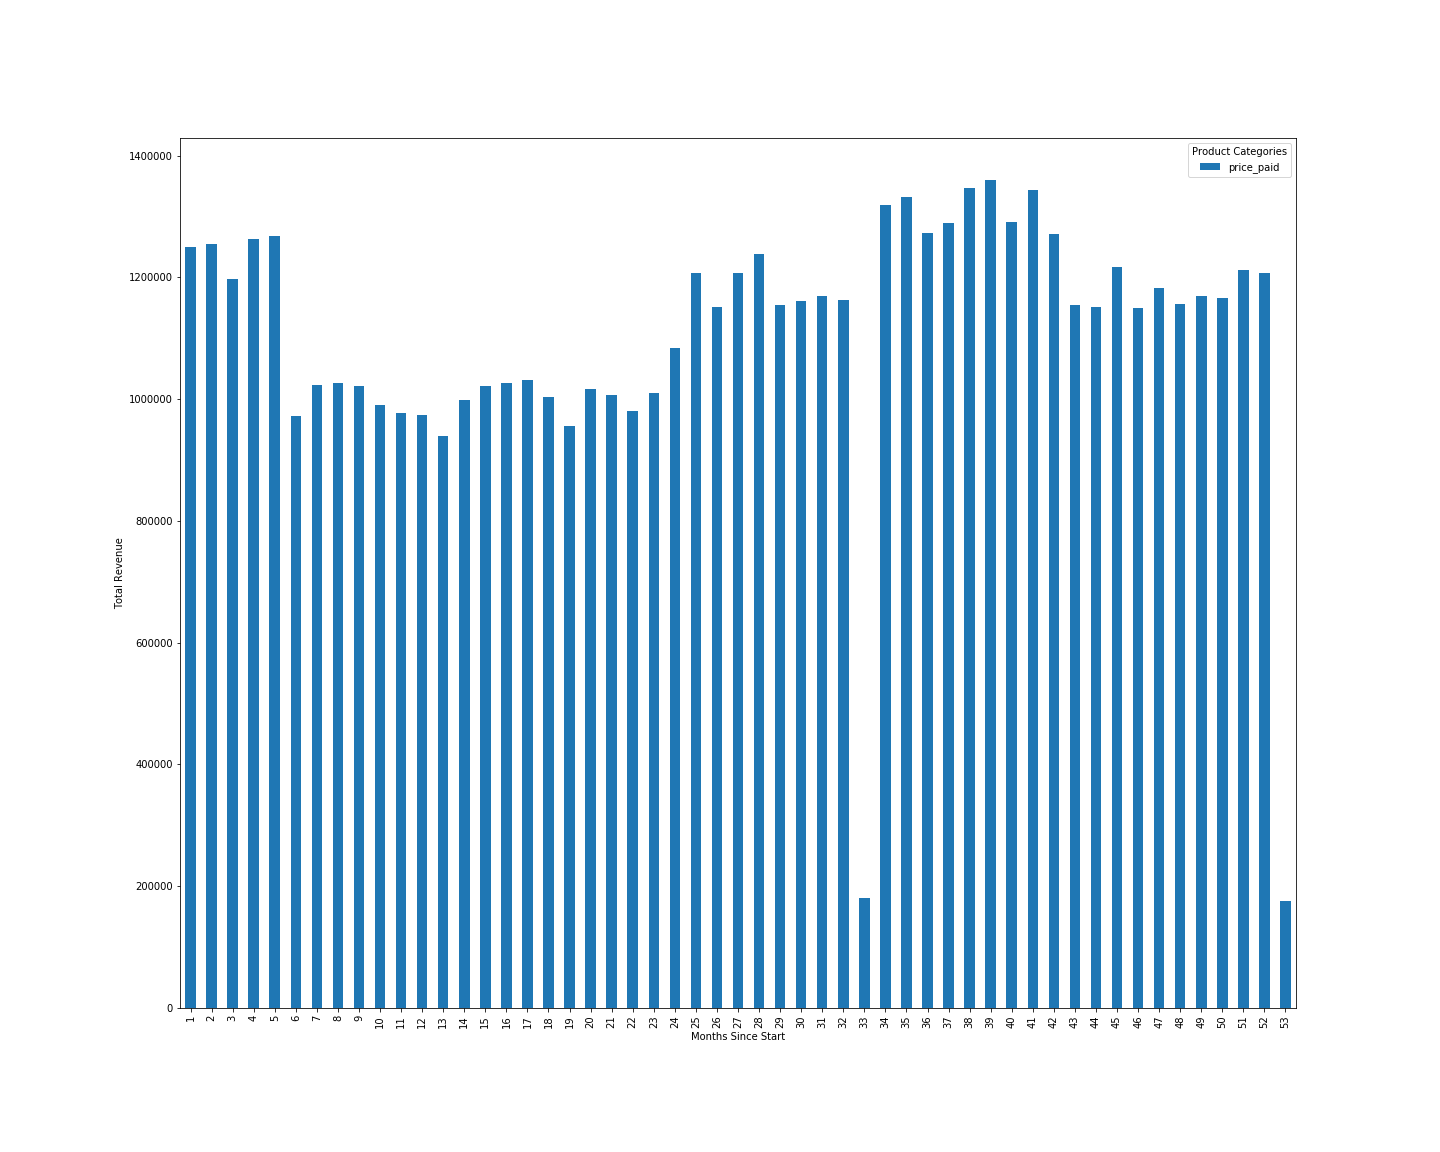 Product Categories
price_paid
1400000
1200000
1000000
800000
600000
400000
200000
0
Total Revenue
1 2 3 4 5 6 7 8 9 10 11 12 13 14 15 16 17 18 19 20 21 22 23 24 25 26 27 28 29 30 31 32 33 34 35 36 37 38 39 40 41 42 43 44 45 46 47 48 49 50 51 52 53
Months Since Start